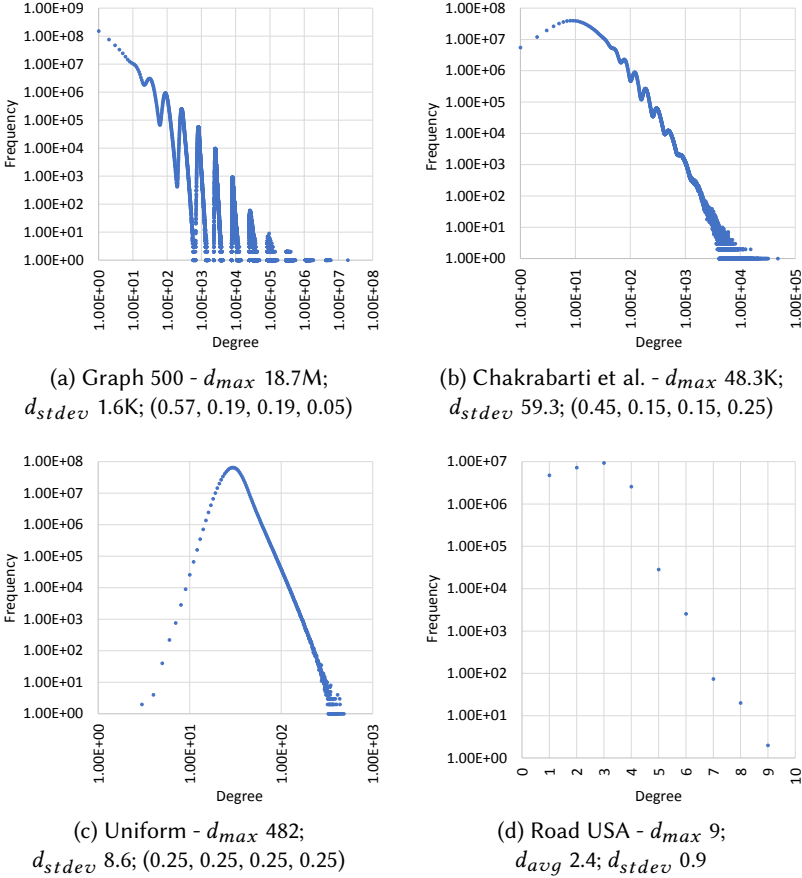 1.00E+09
1.00E+08
1.00E+07
1.00E+06
1.00E+05
1.00E+04
1.00E+03
1.00E+02
1.00E+01
1.00E+00
Frequency
1.00E+00
1.00E+01
1.00E+02
1.00E+03
1.00E+04
1.00E+05
1.00E+06
1.00E+07
1.00E+08
Degree
(a) Graph 500 - d_max 18.7M;
d_stdev 1.6K; (0.57, 0.19, 0.19, 0.05)
1.00E+08
1.00E+07
1.00E+06
1.00E+05
1.00E+04
1.00E+03
1.00E+02
1.00E+01
1.00E+00
Frequency
1.00E+00
1.00E+01
1.00E+02
1.00E+03
1.00E+04
1.00E+05
Degree
(b) Chakrabarti et al. - d_max 48.3K;
d_stdev 59.3; (0.45, 0.15, 0.15, 0.25)
1.00E+08
1.00E+07
1.00E+06
1.00E+05
1.00E+04
1.00E+03
1.00E+02
1.00E+01
1.00E+00
Frequency
1.00E+00
1.00E+01
1.00E+02
1.00E+03
Degree
(c) Uniform - d_max 482;
d_stdev 8.6; (0.25, 0.25, 0.25, 0.25)
1.00E+07
1.00E+06
1.00E+05
1.00E+04
1.00E+03
1.00E+02
1.00E+01
1.00E+00
Frequency
0
1
2
3
4
5
6
7
8
9
10
Degree
(d) Road USA - d_max 9;
d_avg 2.4; d_stdev 0.9